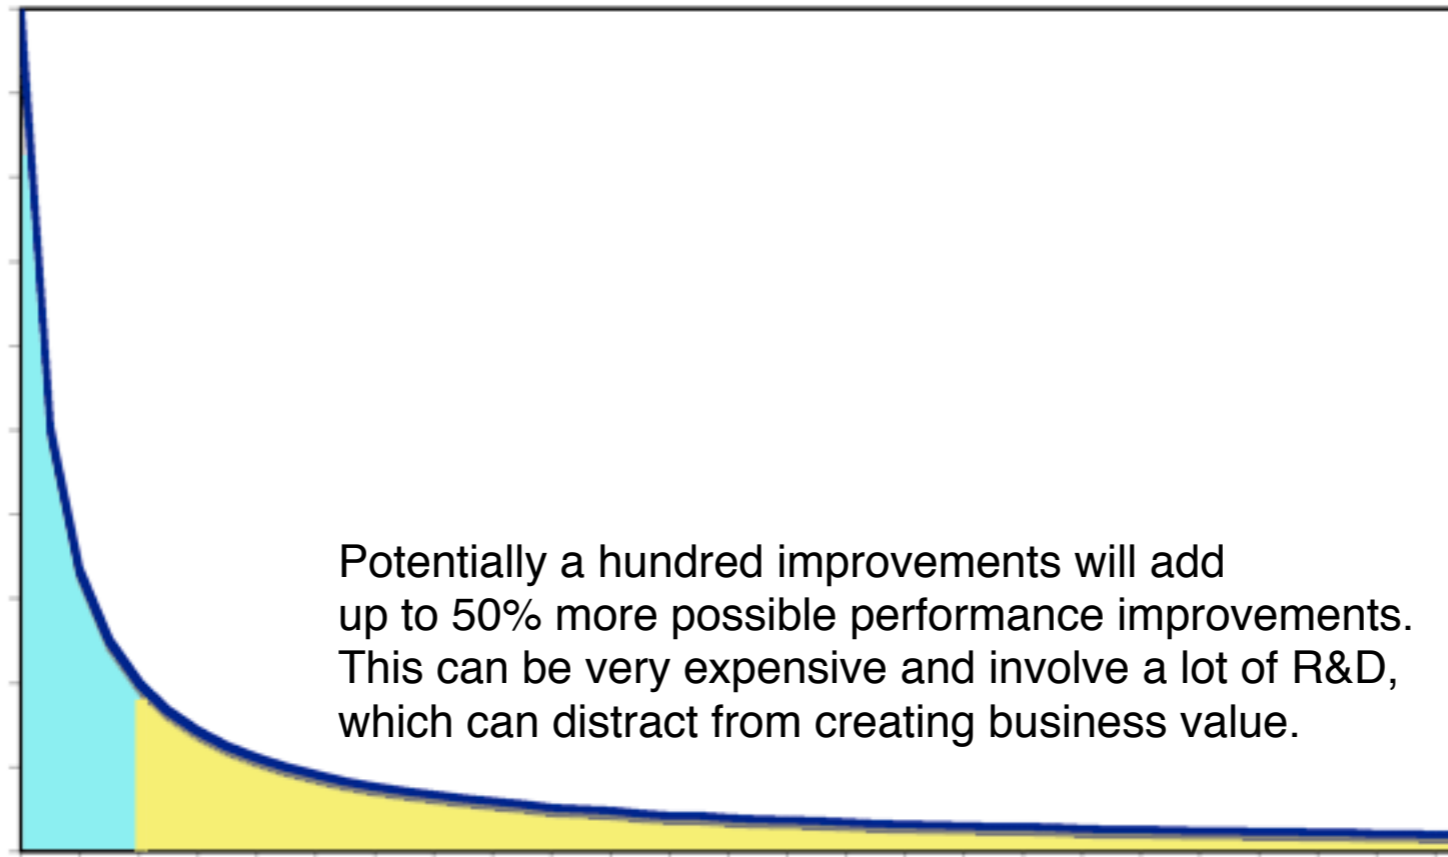 Potentially a hundred improvements will add
up to 50% more possible performance improvements.
This can be very expensive and involve a lot of R&D,
which can distract from creating business value.